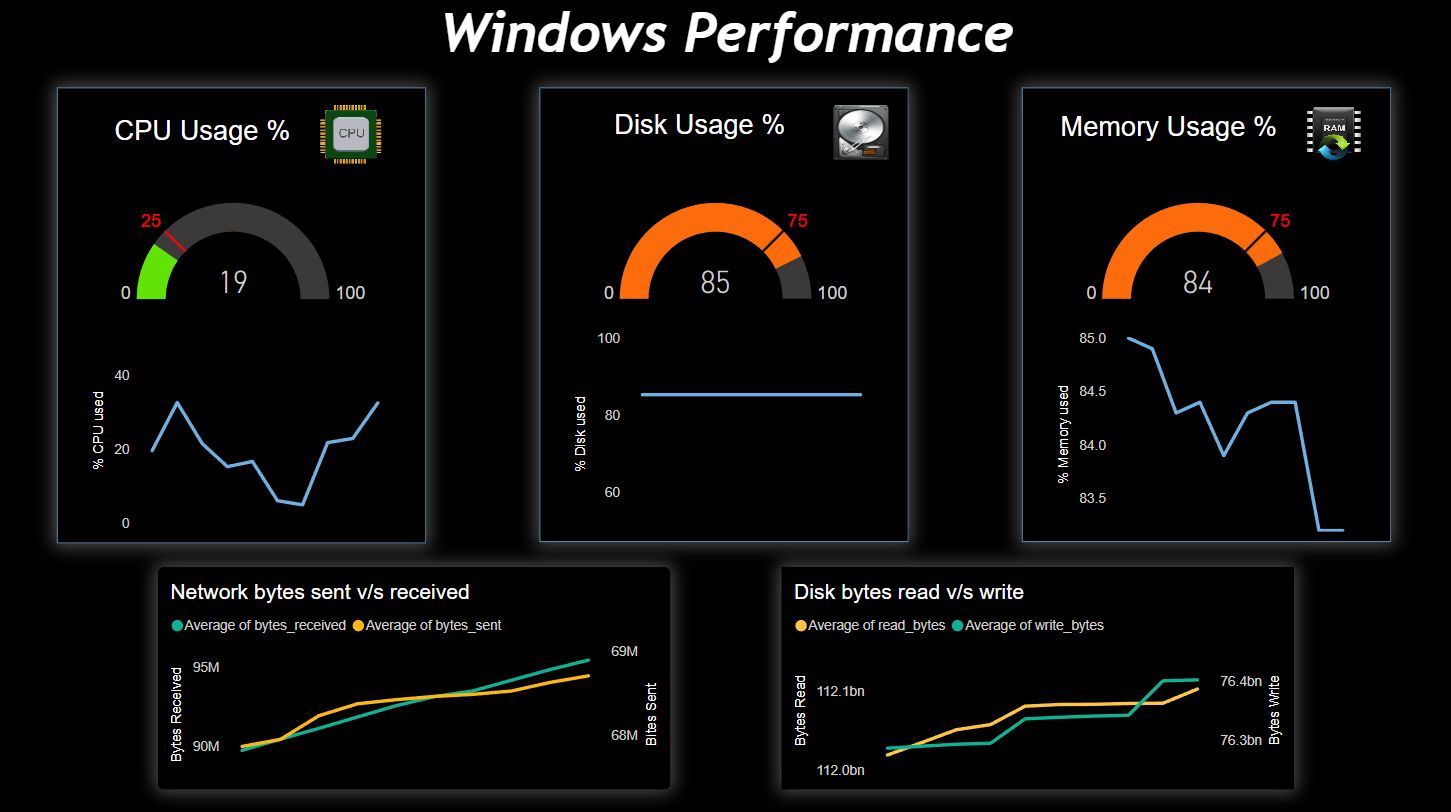 Windows Performance
CPU Usage %
CPU
25
19
0
100
40
20
0
% CPU used
Disk Usage %
75
85
0
100
100
80
60
% Disk used
Memory Usage %
RAM
75
84
0
100
85.0
84.5
84.0
83.5
% Memory used
Network bytes sent v/s received
Average of bytes_received Average of bytes_sent
95M
90M
Bytes Received
69M
68M
Bites Sent
Disk bytes read v/s write
Average of read_bytes Average of write_bytes
112.1bn
112.0bn
Bytes Read
76.4bn
76.3bn
Bytes Write